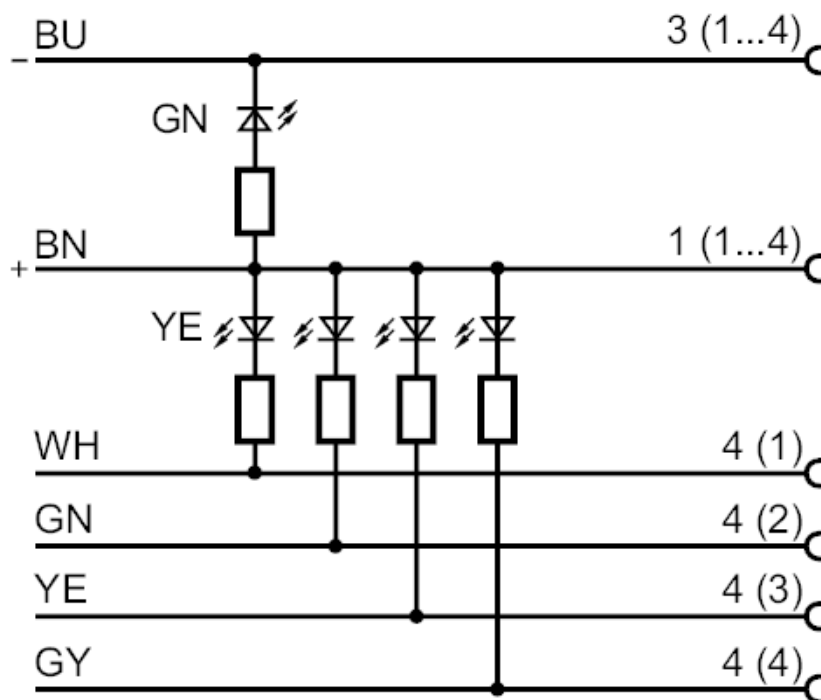 BU 3 (1...4)
−
GN
BN 1 (1...4)
+
YE
WH 4 (1)
GN 4 (2)
YE 4 (3)
GY 4 (4)